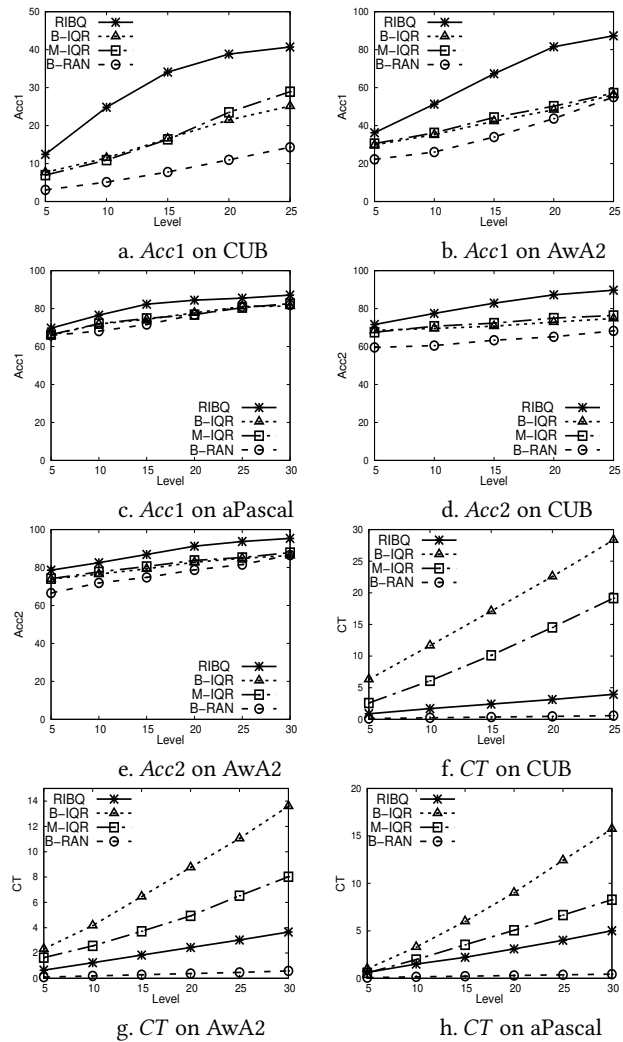 50
40
30
20
10
0
Acc1
RIBQ
B-IQR
M-IQR
B-RAN
5 10 15 20 25
Level
a. Acc1 on CUB
100
80
60
40
20
0
Acc1
RIBQ
B-IQR
M-IQR
B-RAN
5 10 15 20 25
Level
b. Acc1 on AwA2
100
80
60
40
20
0
Acc1
RIBQ
B-IQR
M-IQR
B-RAN
5 10 15 20 25 30
Level
c. Acc1 on aPascal
100
80
60
40
20
0
Acc2
RIBQ
B-IQR
M-IQR
B-RAN
5 10 15 20 25
Level
d. Acc2 on CUB
100
80
60
40
20
0
Acc2
RIBQ
B-IQR
M-IQR
B-RAN
5 10 15 20 25 30
Level
e. Acc2 on AwA2
30
25
20
15
10
5
0
CT
RIBQ
B-IQR
M-IQR
B-RAN
5 10 15 20 25
Level
f. CT on CUB
14
12
10
8
6
4
2
0
CT
RIBQ
B-IQR
M-IQR
B-RAN
5 10 15 20 25 30
Level
g. CT on AwA2
20
15
10
5
0
CT
RIBQ
B-IQR
M-IQR
B-RAN
5 10 15 20 25 30
Level
h. CT on aPascal